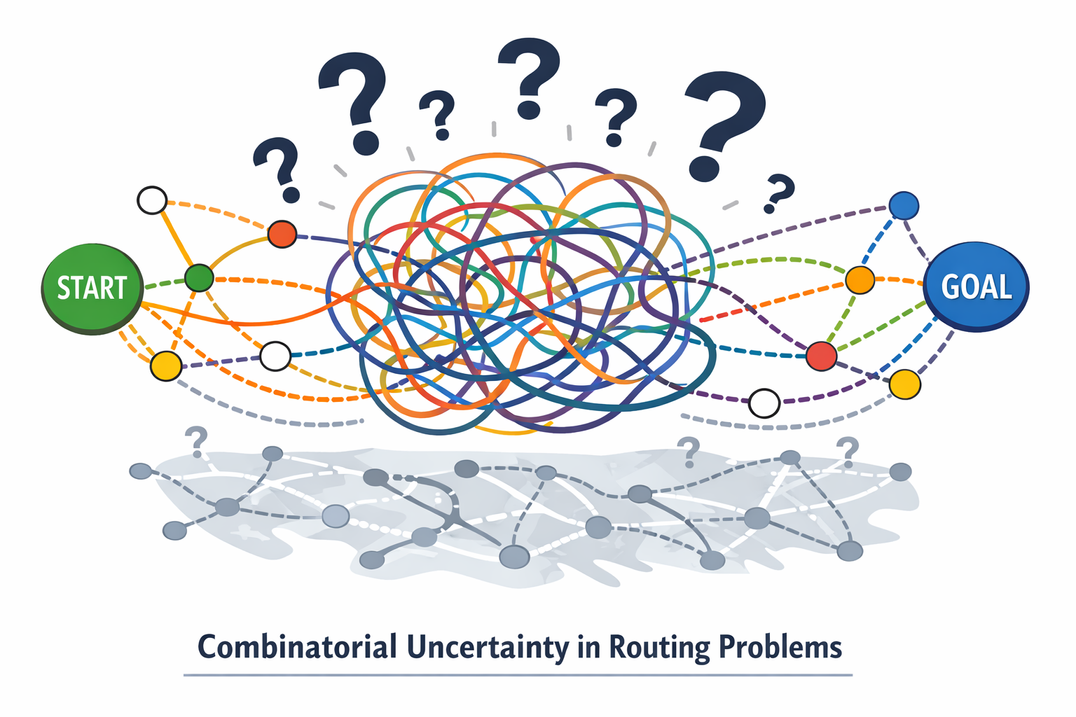 ? ? ? ? ? ? ?
START
GOAL
? ? ?
Combinatorial Uncertainty in Routing Problems